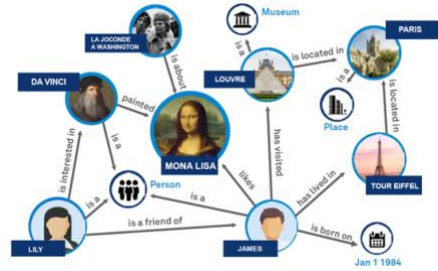 LA JOCONDE
A WASHINGTON
Museum
is a
PARIS
is located in
DA VINCI
is about
LOUVRE
is a
painted
Place
is located in
is interested in
is a
MONA LISA
has visited
Person
likes
TOUR EIFFEL
is a
is a
has lived in
is a friend of
is born on
LILY
JAMES
Jan 1 1984